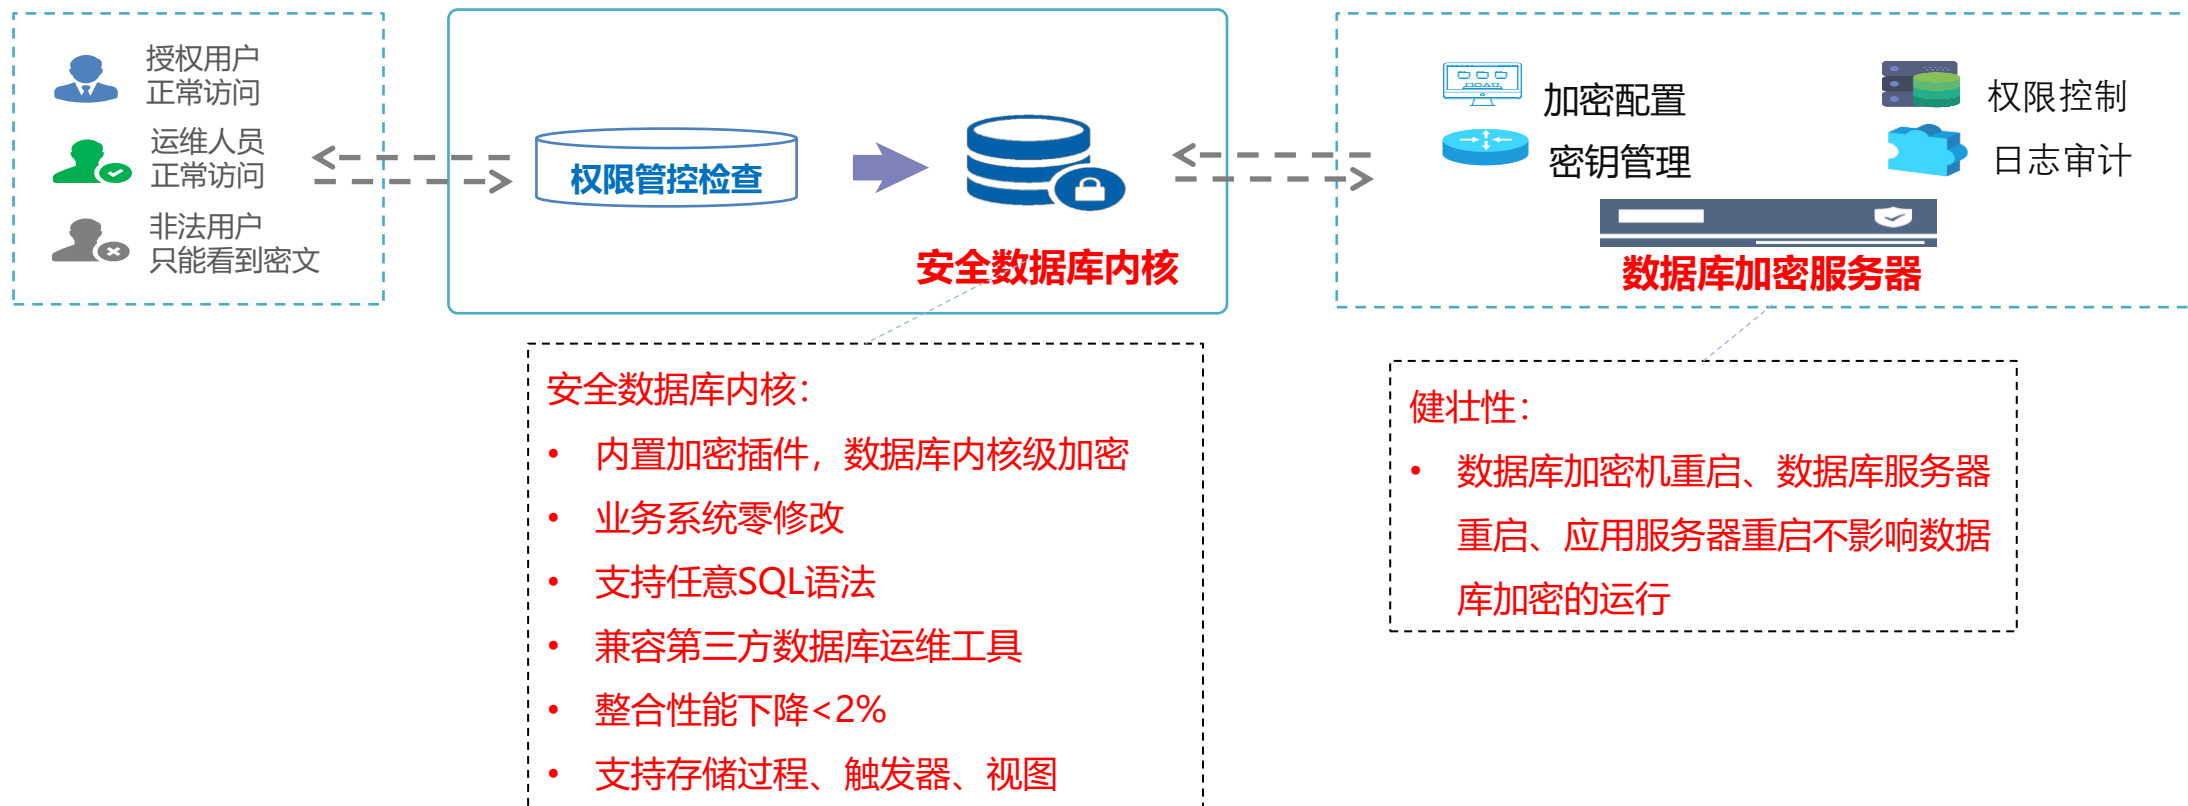 授权用户
正常访问
运维人员
正常访问
非法用户
只能看到密文
权限管控检查
安全数据库内核
加密配置
密钥管理
权限控制
日志审计
数据库加密服务器
安全数据库内核：
• 内置加密插件，数据库内核级加密
• 业务系统零修改
• 支持任意SQL语法
• 兼容第三方数据库运维工具
• 整合性能下降<2%
• 支持存储过程、触发器、视图
健壮性：
• 数据库加密机重启、数据库服务器
重启、应用服务器重启不影响数据
库加密的运行